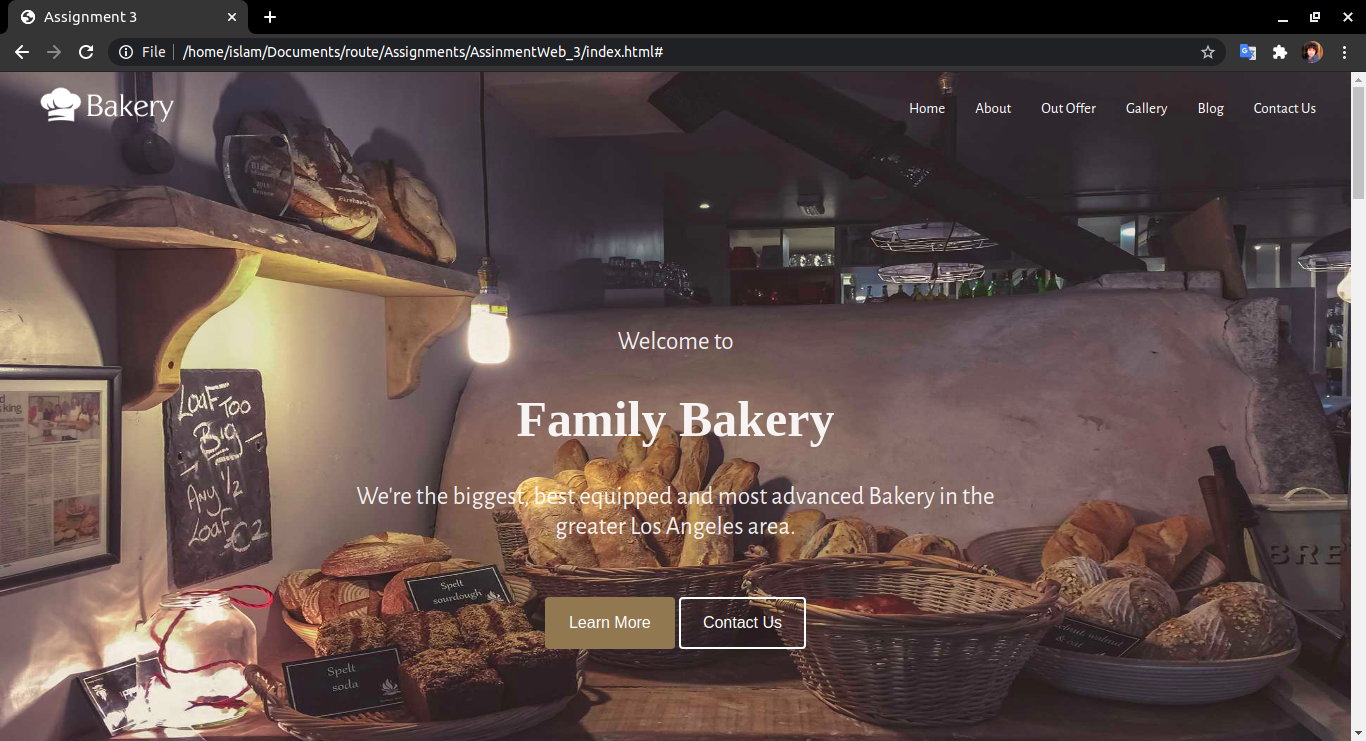 Assignment 3
File
/home/islam/Documents/route/Assignments/AssinmentWeb_3/index.html#
Bakery
Home
About
Out Offer
Gallery
Blog
Contact Us
Welcome to
Family Bakery
We're the biggest, best equipped and most advanced Bakery in the
greater Los Angeles area.
Learn More
Contact Us
LOAF TOO
BIG
ANY 1/2
LOAF £2
Spelt
sourdough
Spelt
soda
BRE